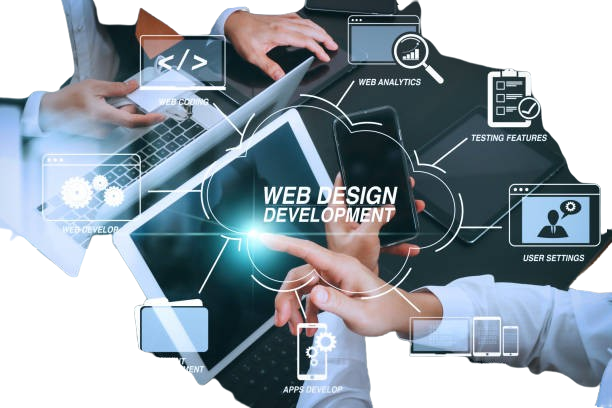 </>
WEB CODING
WEB ANALYTICS
TESTING FEATURES
WEB DEVELOP
WEB DESIGN
DEVELOPMENT
USER SETTINGS
APPS DEVELOP